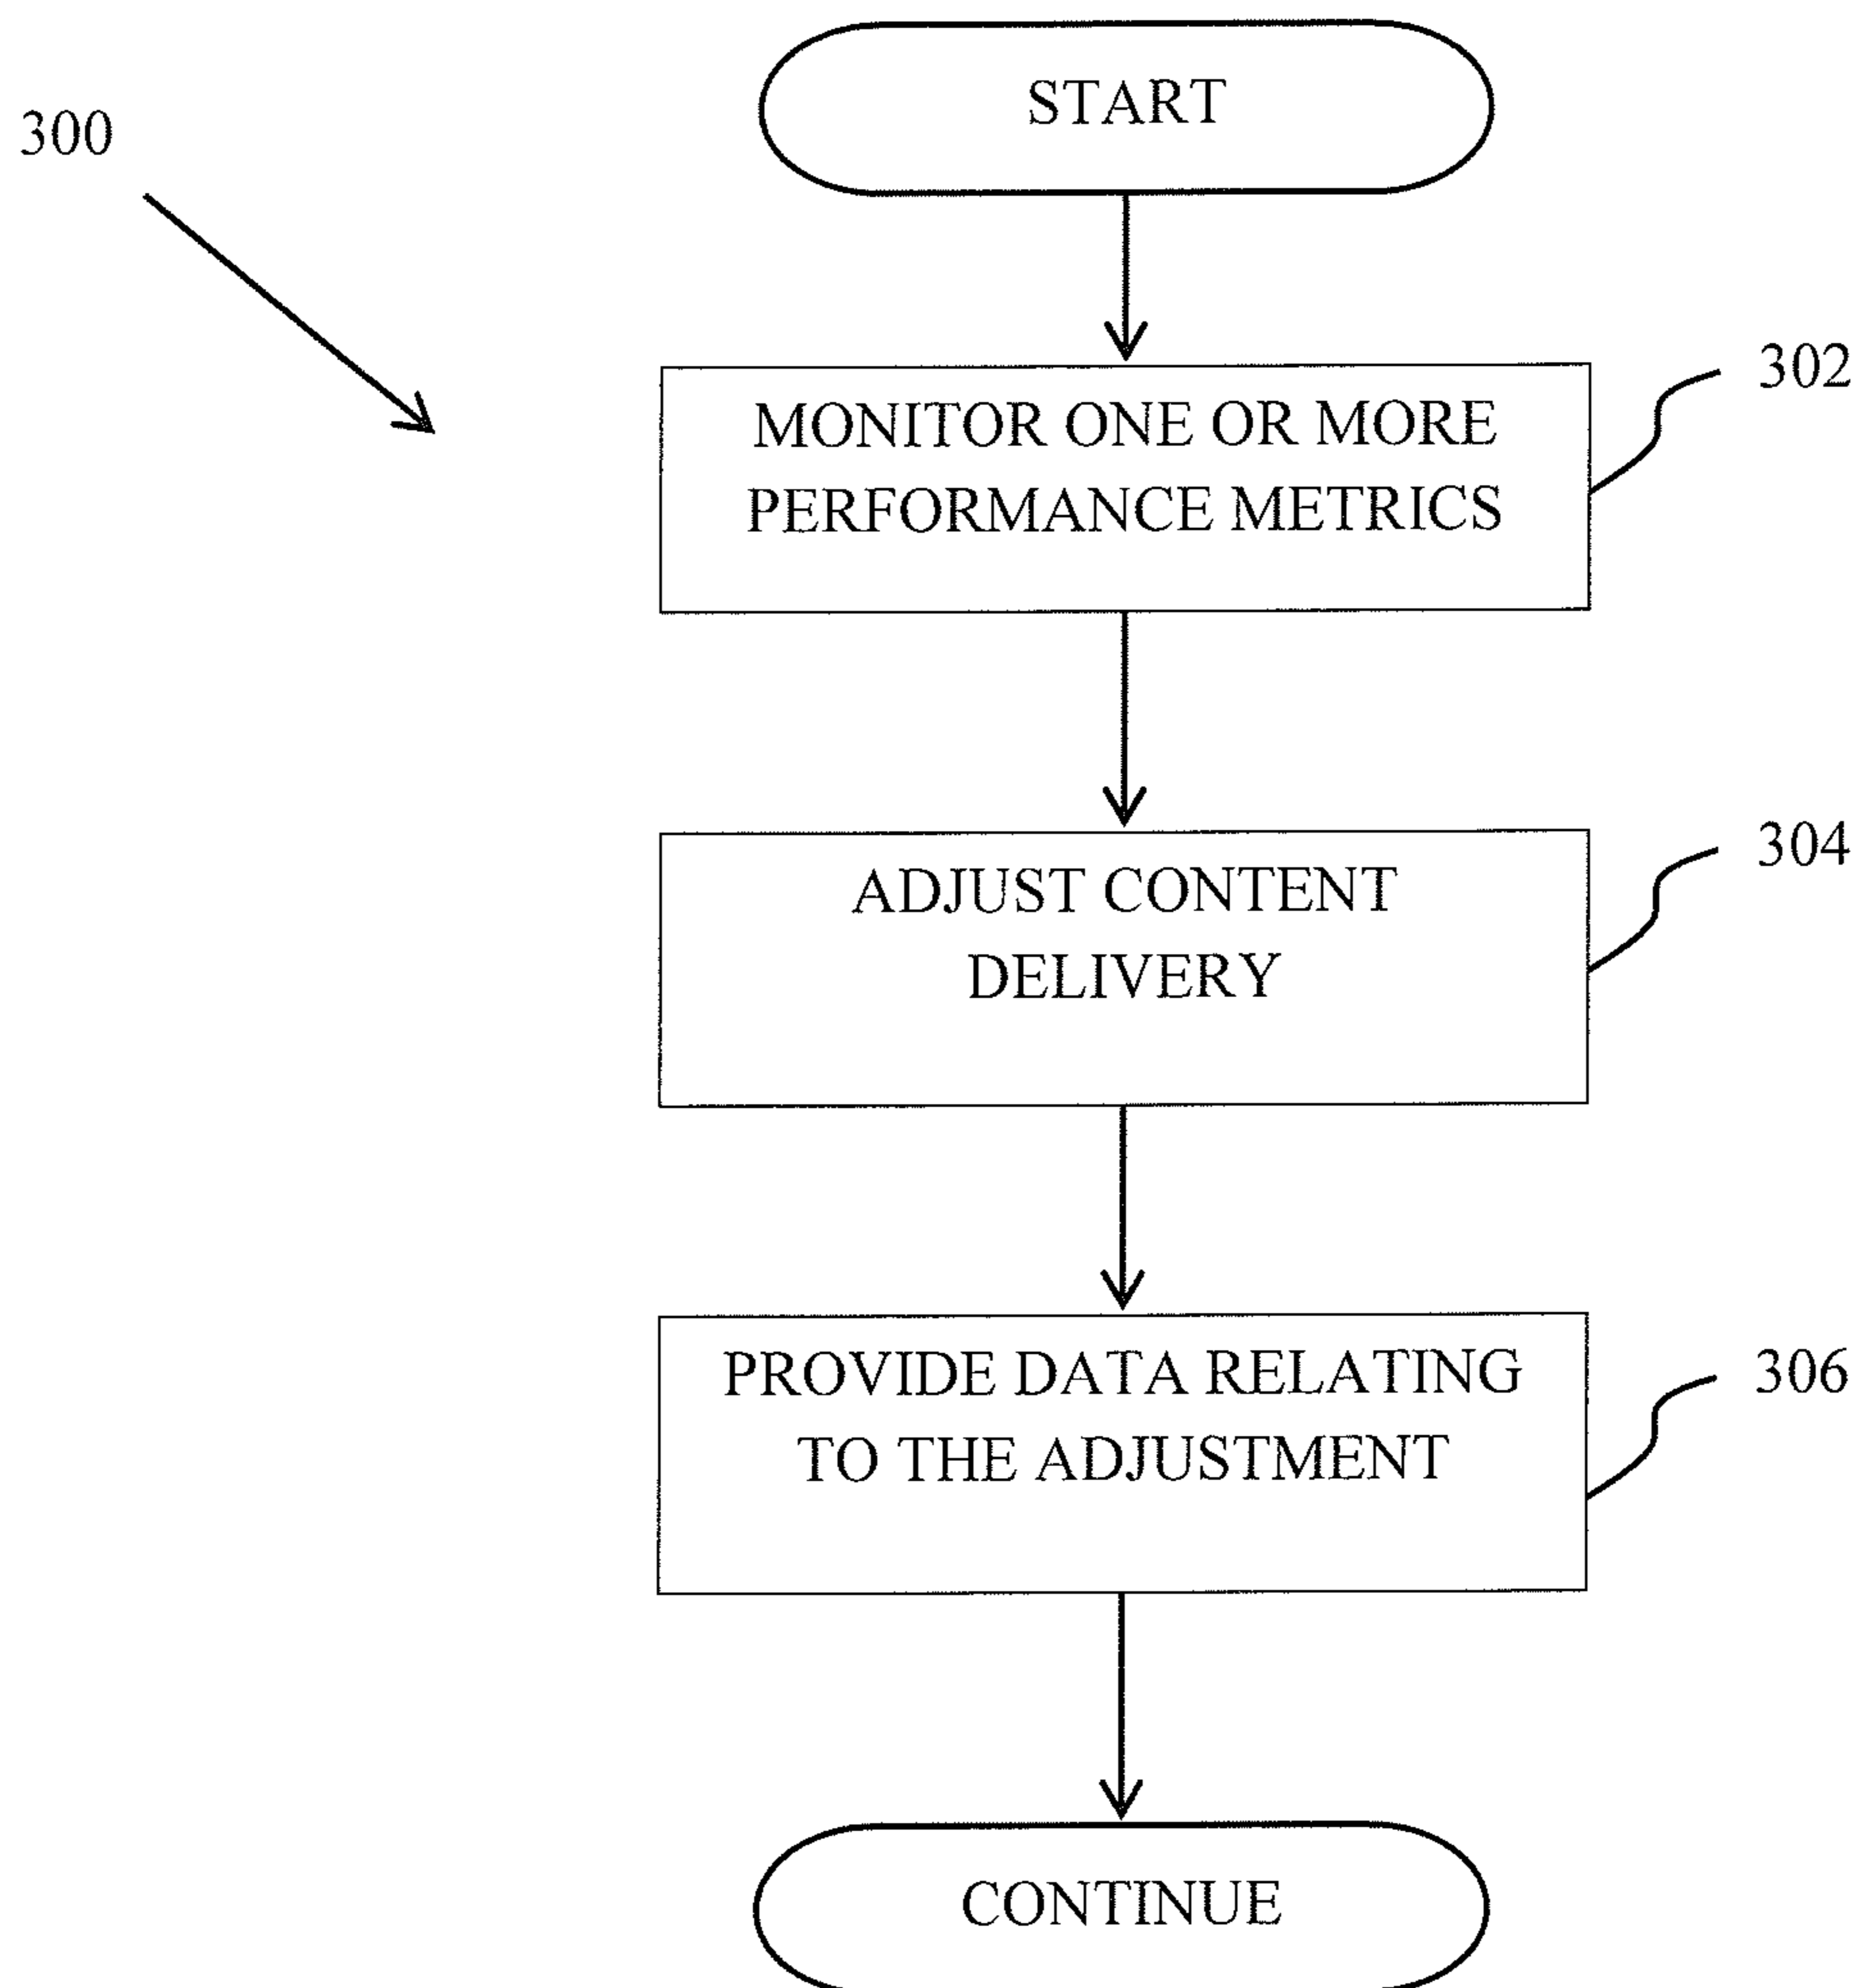 START
300
302
MONITOR ONE OR MORE
PERFORMANCE METRICS
304
ADJUST CONTENT
DELIVERY
306
PROVIDE DATA RELATING
TO THE ADJUSTMENT
CONTINUE